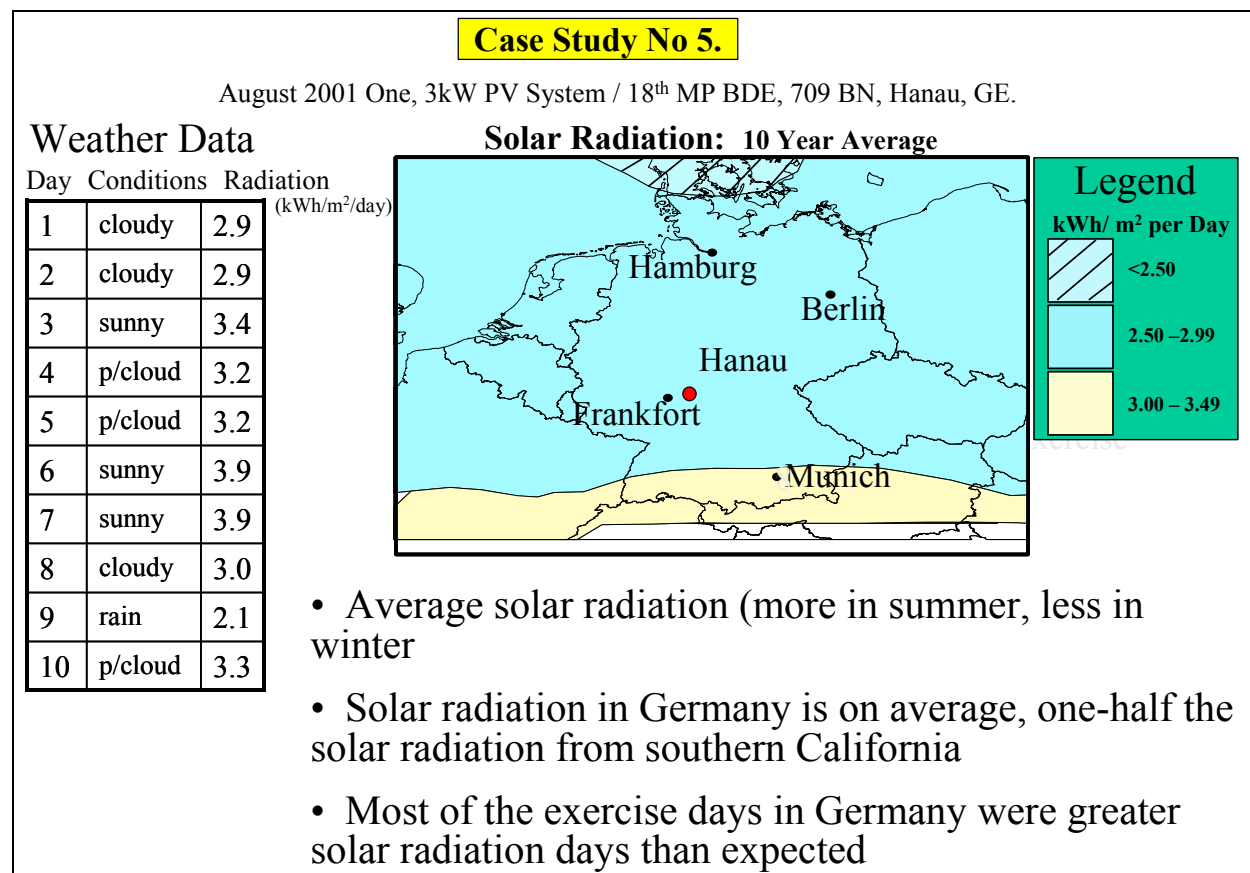 Case Study No 5.
August 2001 One, 3kW PV System / 18th MP BDE, 709 BN, Hanau, GE.
Weather Data
Day Conditions Radiation
(kWh/m²/day)
1 cloudy 2.9
2 cloudy 2.9
3 sunny 3.4
4 p/cloud 3.2
5 p/cloud 3.2
6 sunny 3.9
7 sunny 3.9
8 cloudy 3.0
9 rain 2.1
10 p/cloud 3.3
Solar Radiation: 10 Year Average
Hamburg
Berlin
Hanau
Frankfort
Munich
Legend
kWh/ m² per Day
<2.50
2.50 –2.99
3.00 – 3.49
exercise
• Average solar radiation (more in summer, less in
winter
• Solar radiation in Germany is on average, one-half the
solar radiation from southern California
• Most of the exercise days in Germany were greater
solar radiation days than expected